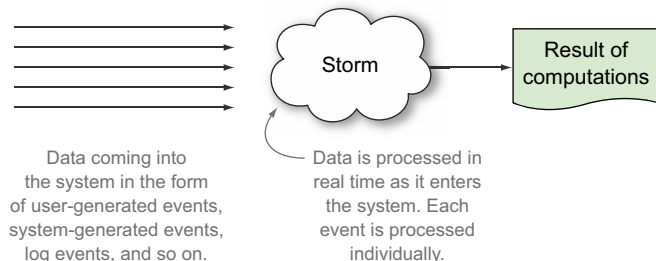 Storm
Result of
computations
Data coming into
the system in the form
of user-generated events,
system-generated events,
log events, and so on.
Data is processed in
real time as it enters
the system. Each
event is processed
individually.